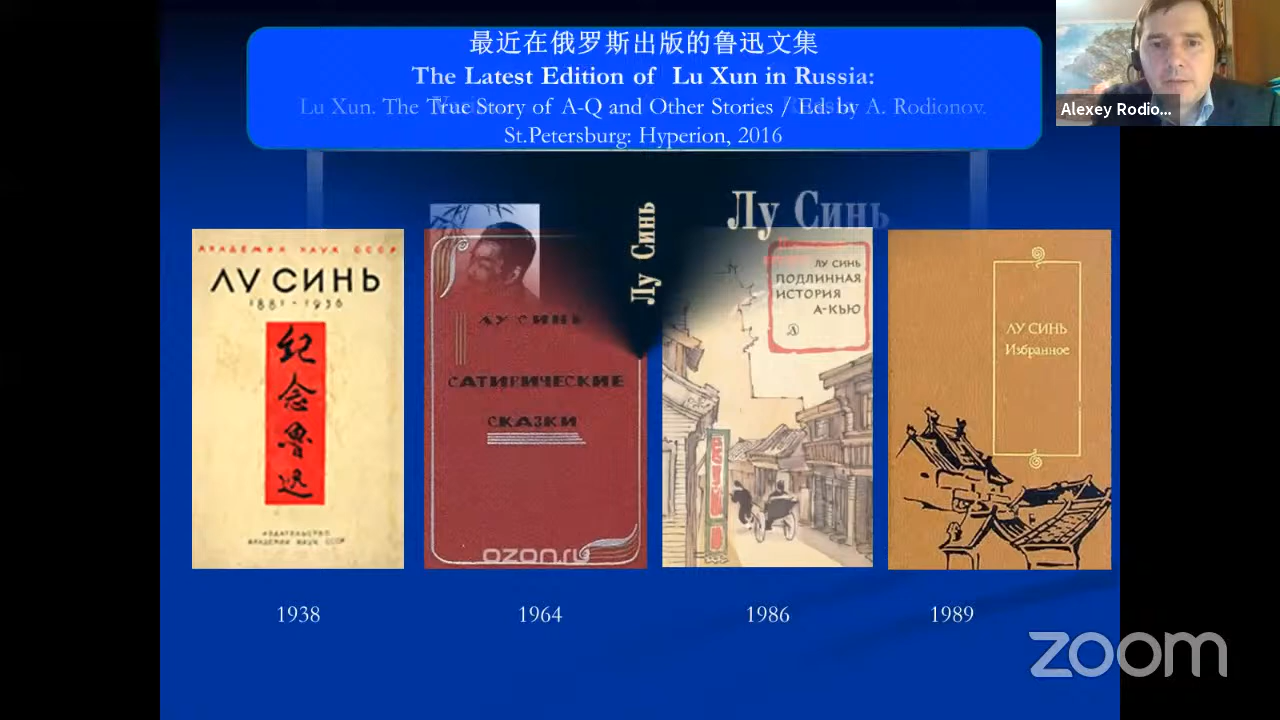 最近在俄罗斯出版的鲁迅文集
The Latest Edition of Lu Xun in Russia:
Lu Xun. The True Story of A-Q and Other Stories / Ed. by A. Rodionov.
St.Petersburg: Hyperion, 2016
Alexey Rodio...
Лу Синь
Лу Синь
АКАДЕМИЯ НАУК СССР
ЛУ СИНЬ
1881-1936
纪
念
鲁
迅
ИЗДАТЕЛЬСТВО
АКАДЕМИИ НАУК СССР
ЛУ СИНЬ
САТИРИЧЕСКИЕ
СКАЗКИ
ozon.ru
ЛУ СИНЬ
ПОДЛИННАЯ
ИСТОРИЯ
А-КЬЮ
ЛУ СИНЬ
Избранное
1938
1964
1986
1989
zoom